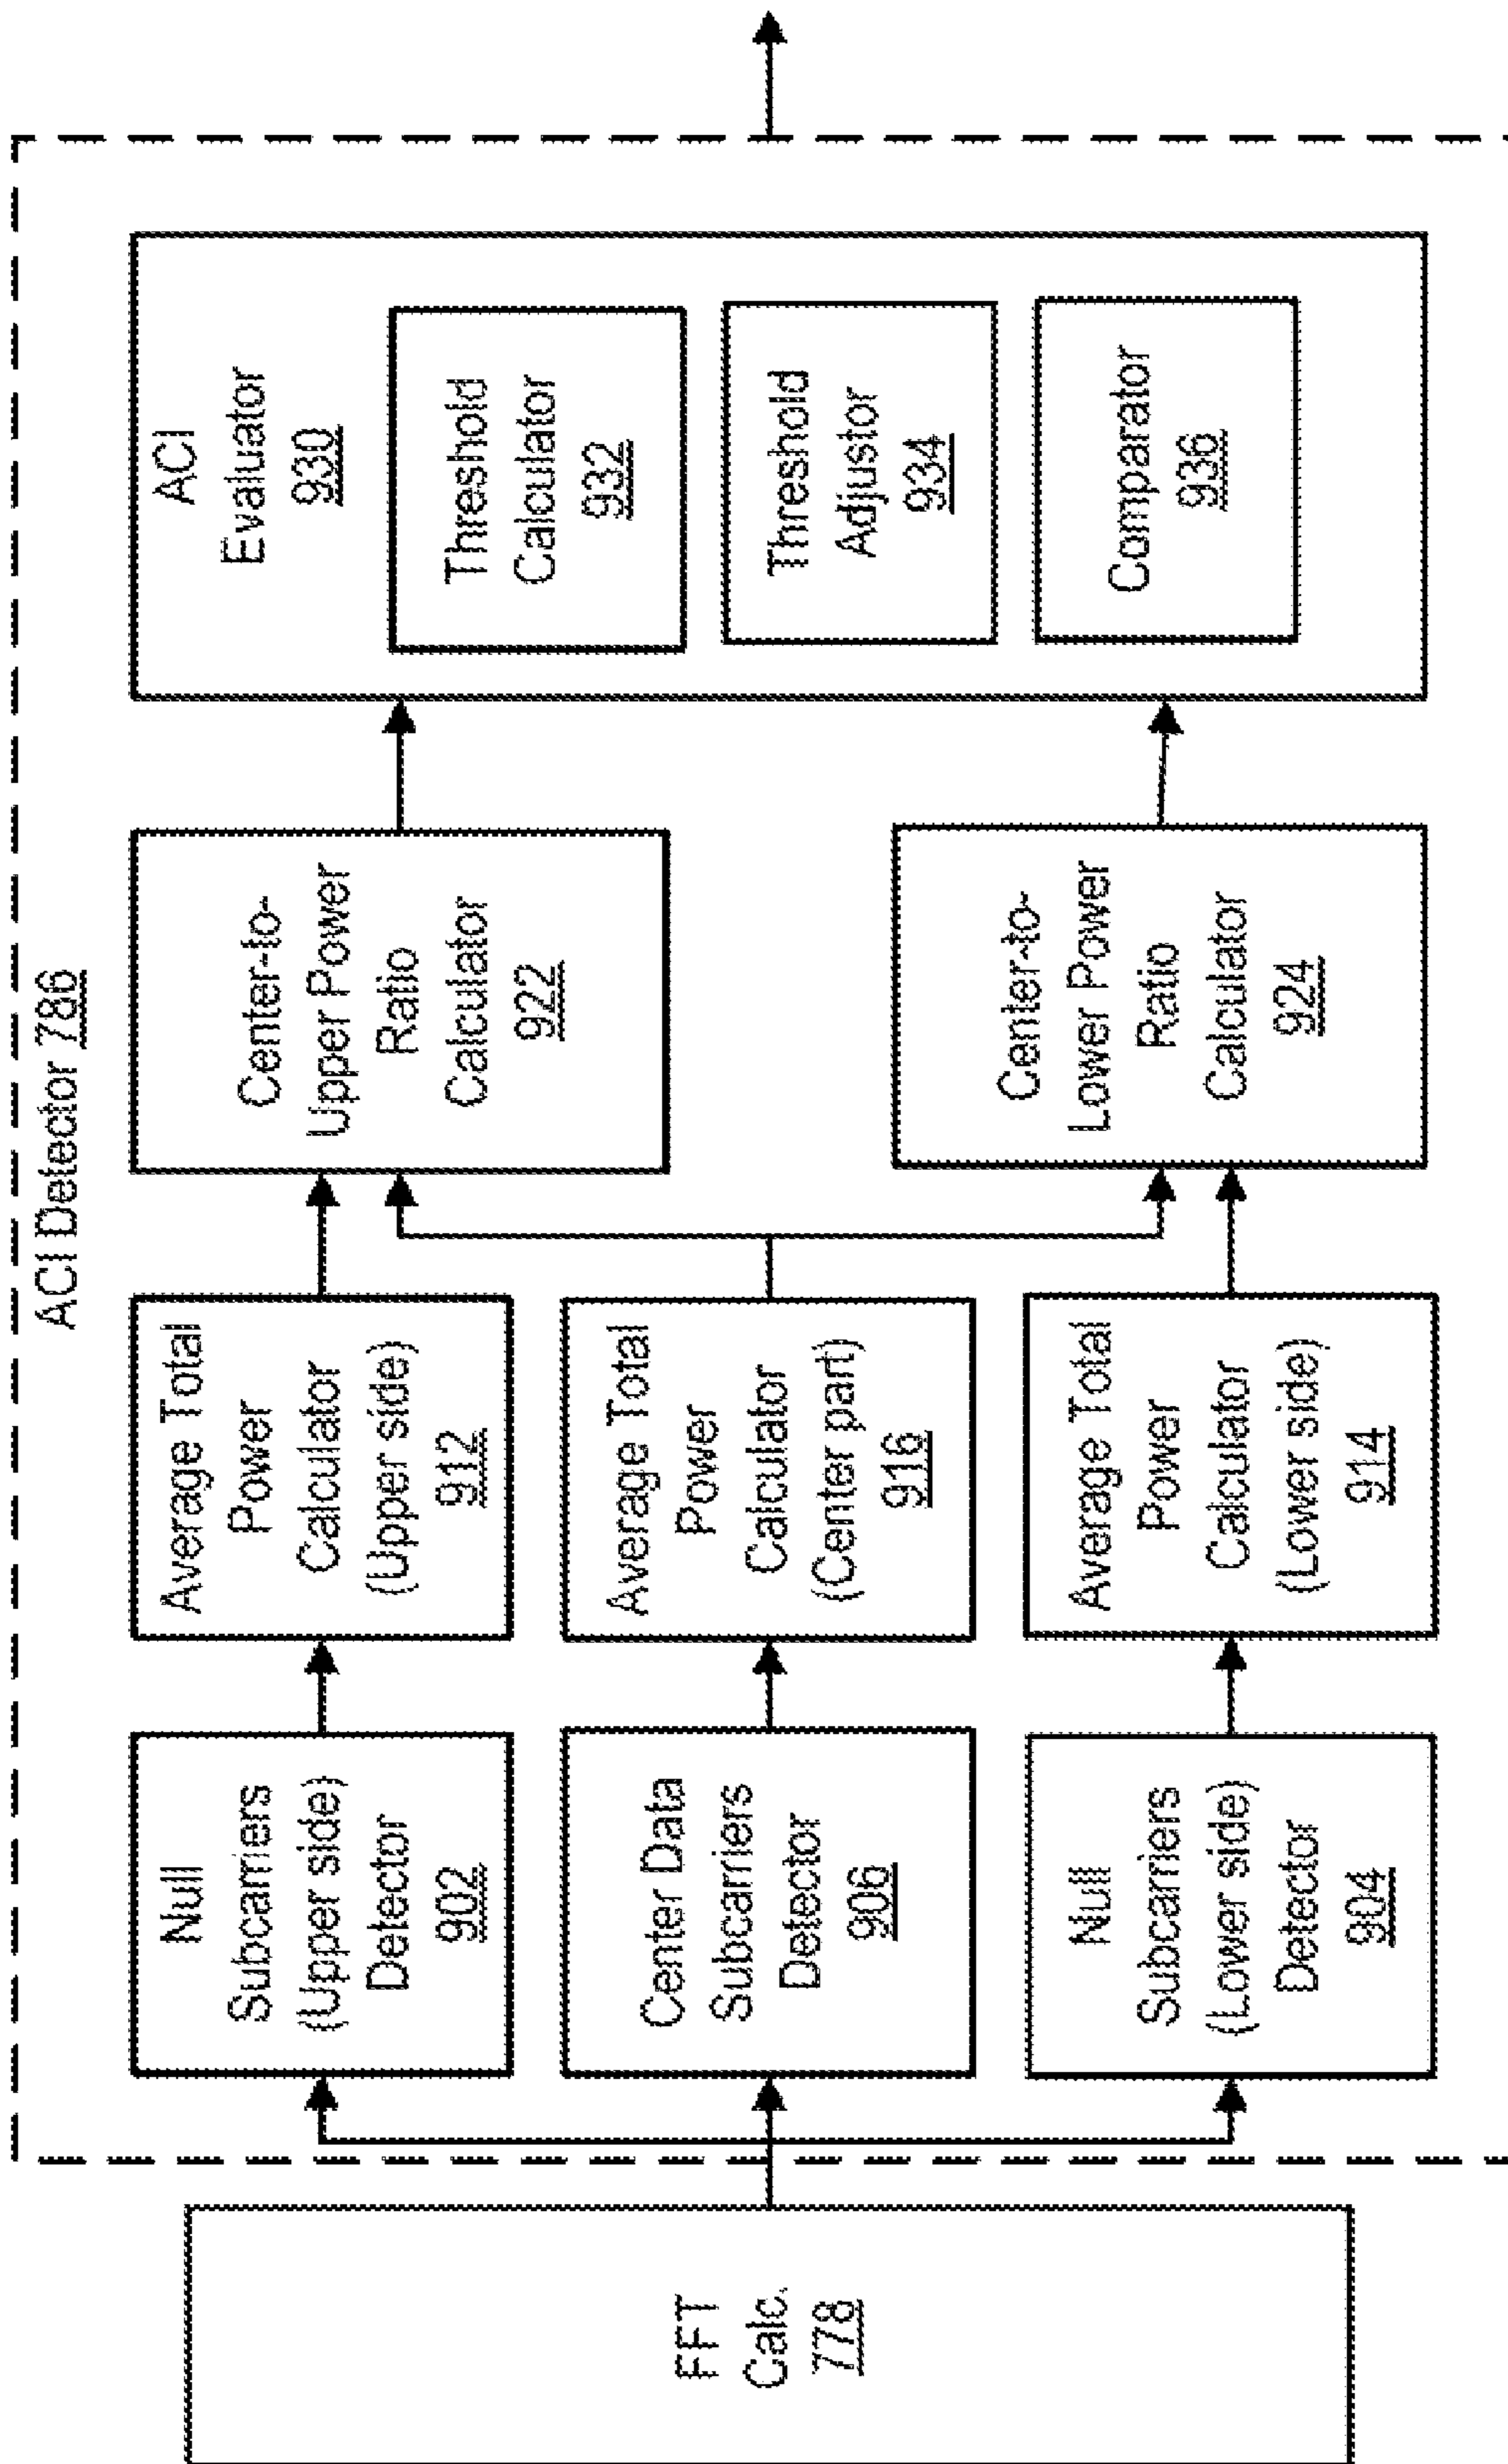 ACI Detector 786
FFT
Calc.
778
Null
Subcarriers
(Upper side)
Detector
902
Center Data
Subcarriers
Detector
906
Null
Subcarriers
(Lower side)
Detector
904
Average Total
Power
Calculator
(Upper side)
912
Average Total
Power
Calculator
(Center part)
916
Average Total
Power
Calculator
(Lower side)
914
Center-to-
Upper Power
Ratio
Calculator
922
Center-to-
Lower Power
Ratio
Calculator
924
ACI
Evaluator
930
Threshold
Calculator
932
Threshold
Adjustor
934
Comparator
936